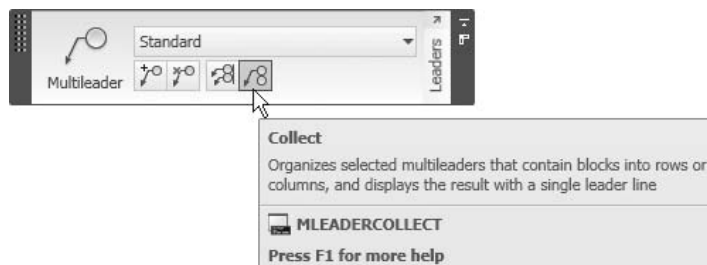 Standard
Multileader
Leaders
Collect
Organizes selected multileaders that contain blocks into rows or
columns, and displays the result with a single leader line
MLEADERCOLLECT
Press F1 for more help